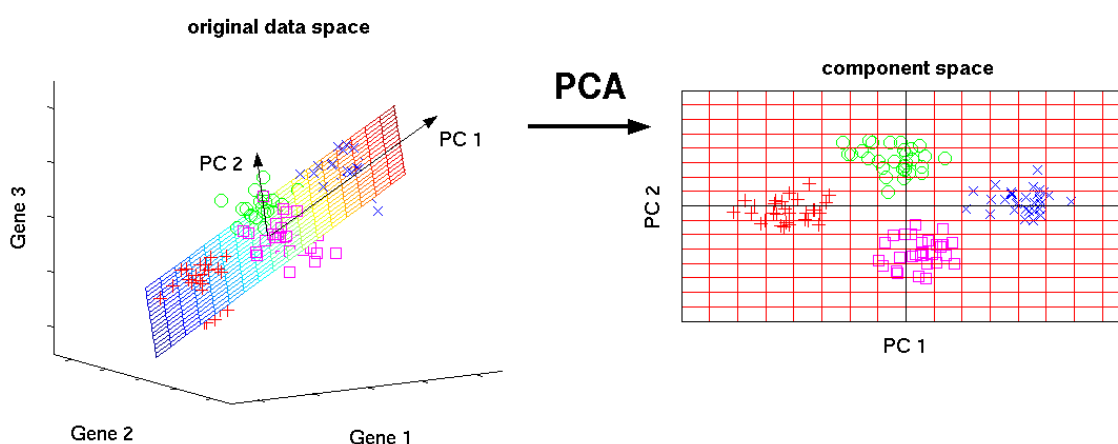 original data space
PC 1
PC 2
Gene 3
Gene 2
Gene 1
PCA
component space
PC 2
PC 1